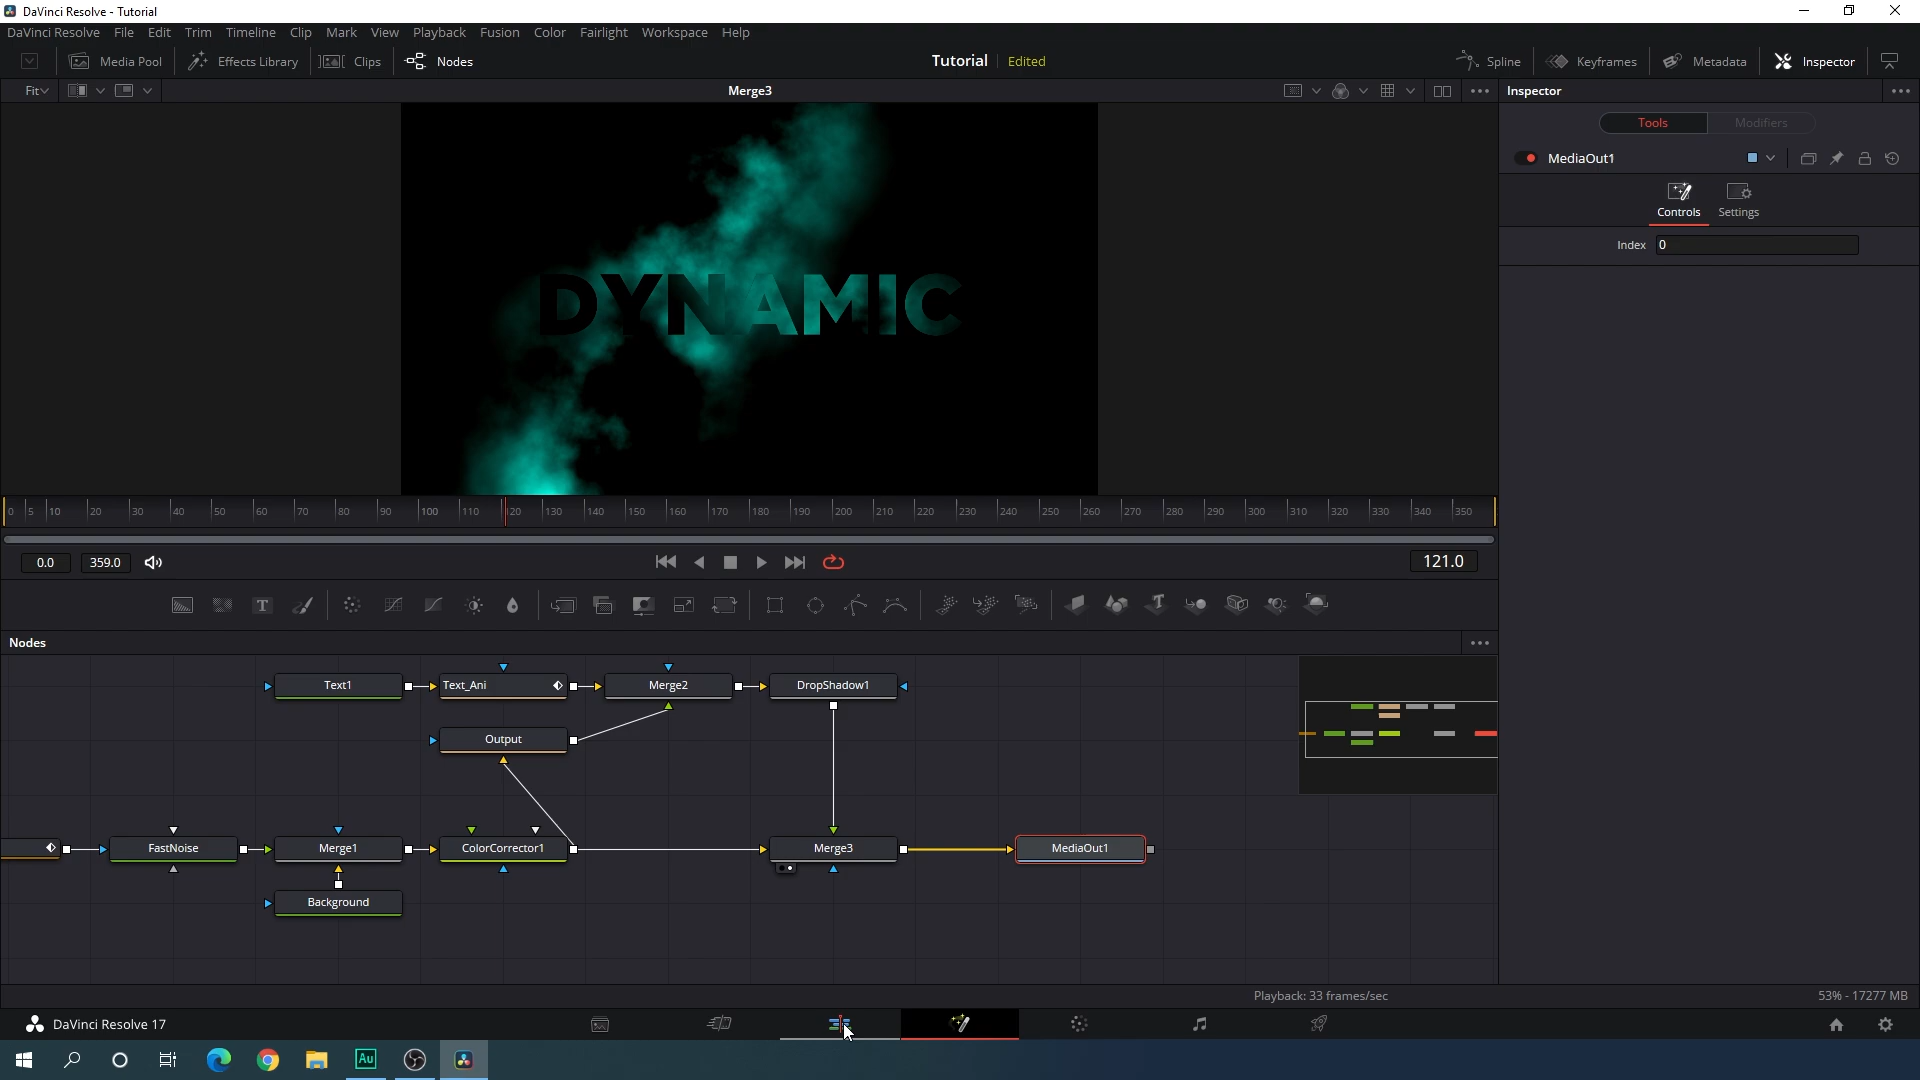 DaVinci Resolve - Tutorial
DaVinci Resolve File Edit Trim Timeline Clip Mark View Playback Fusion Color Fairlight Workspace Help
Media Pool Effects Library Clips Nodes Tutorial Edited Spline Keyframes Metadata Inspector
Fit Merge3 Inspector
Tools Modifiers
MediaOut1
Controls Settings
Index 0
DYNAMIC
0 5 10 20 30 40 50 60 70 80 90 100 110 120 130 140 150 160 170 180 190 200 210 220 230 240 250 260 270 280 290 300 310 320 330 340 350
0.0 359.0 121.0
T T
Nodes
Text1 Text_Ani Merge2 DropShadow1
Output
FastNoise Merge1 ColorCorrector1 Merge3 MediaOut1
Background
Playback: 33 frames/sec 53% - 17277 MB
DaVinci Resolve 17
Au